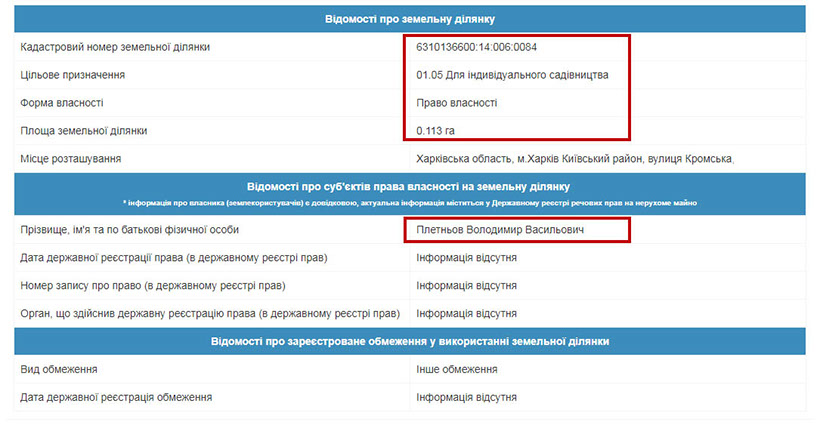 Відомості про земельну ділянку
Кадастровий номер земельної ділянки 6310136600:14:006:0084
Цільове призначення 01.05 Для індивідуального садівництва
Форма власності Право власності
Площа земельної ділянки 0.113 га
Місце розташування Харківська область, м.Харків Київський район, вулиця Кромська
Відомості про суб'єктів права власності на земельну ділянку
* інформація про власника (землекористувачів) є довідковою, актуальна інформація міститься у Державному реєстрі речових прав на нерухоме майно
Прізвище, ім'я та по батькові фізичної особи Плетньов Володимир Васильович
Дата державної реєстрації права (в державному реєстрі прав) Інформація відсутня
Номер запису про право (в державному реєстрі прав) Інформація відсутня
Орган, що здійснив державну реєстрацію права (в державному реєстрі прав) Інформація відсутня
Відомості про зареєстроване обмеження у використанні земельної ділянки
Вид обмеження Інше обмеження
Дата державної реєстрація обмеження Інформація відсутня